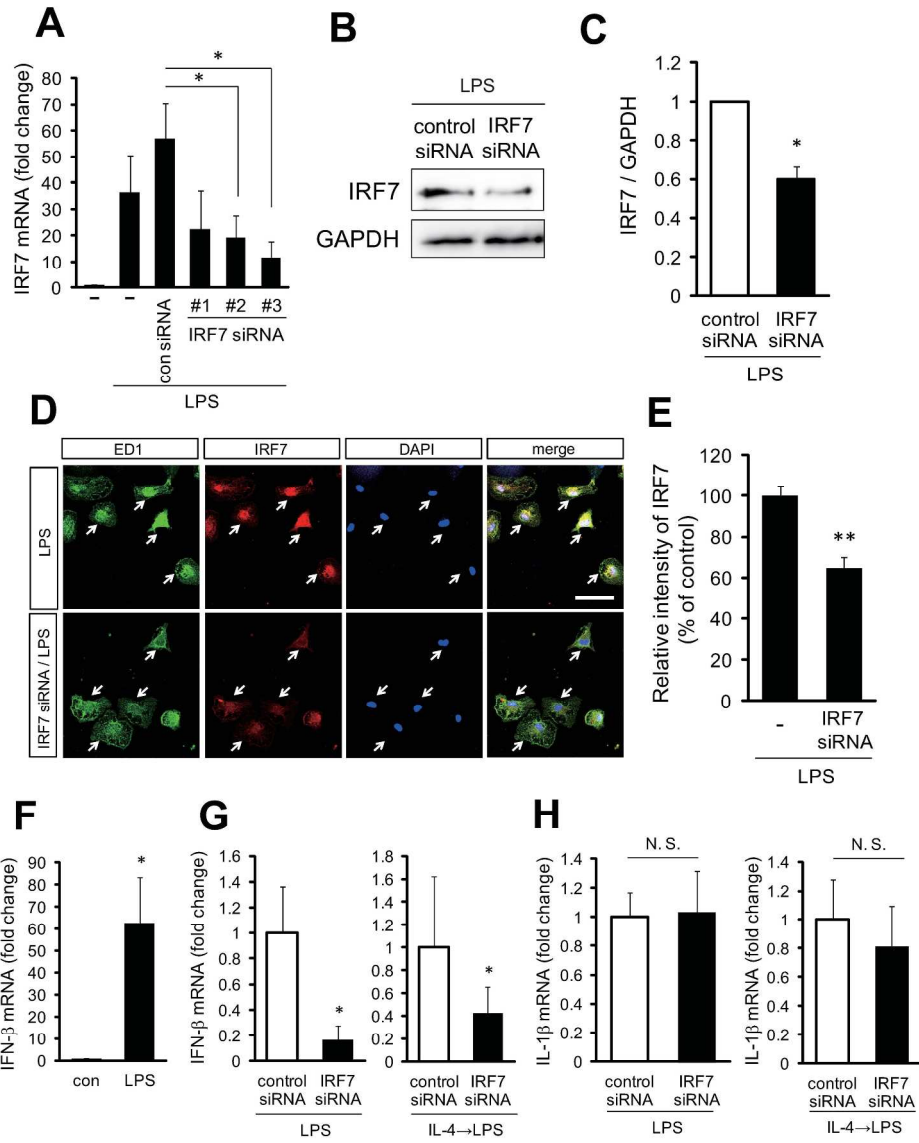 A
IRF7 mRNA (fold change)
80
70
60
50
40
30
20
10
0
*
*
–
–
con siRNA
#1
#2
#3
IRF7 siRNA
LPS
B
LPS
control siRNA
IRF7 siRNA
IRF7
GAPDH
C
IRF7 / GAPDH
1.2
1
0.8
0.6
0.4
0.2
0
*
control siRNA
IRF7 siRNA
LPS
D
ED1
IRF7
DAPI
merge
LPS
IRF7 siRNA / LPS
E
Relative intensity of IRF7
(% of control)
120
100
80
60
40
20
0
**
-
IRF7
siRNA
LPS
F
IFN-β mRNA (fold change)
90
80
70
60
50
40
30
20
10
0
*
con
LPS
G
IFN-β mRNA (fold change)
1.6
1.4
1.2
1
0.8
0.6
0.4
0.2
0
*
control siRNA
IRF7 siRNA
LPS
IFN-β mRNA (fold change)
1.8
1.6
1.4
1.2
1
0.8
0.6
0.4
0.2
0
*
control siRNA
IRF7 siRNA
IL-4→LPS
H
IL-1β mRNA (fold change)
1.4
1.2
1
0.8
0.6
0.4
0.2
0
N. S.
control siRNA
IRF7 siRNA
LPS
IL-1β mRNA (fold change)
1.4
1.2
1
0.8
0.6
0.4
0.2
0
N. S.
control siRNA
IRF7 siRNA
IL-4→LPS